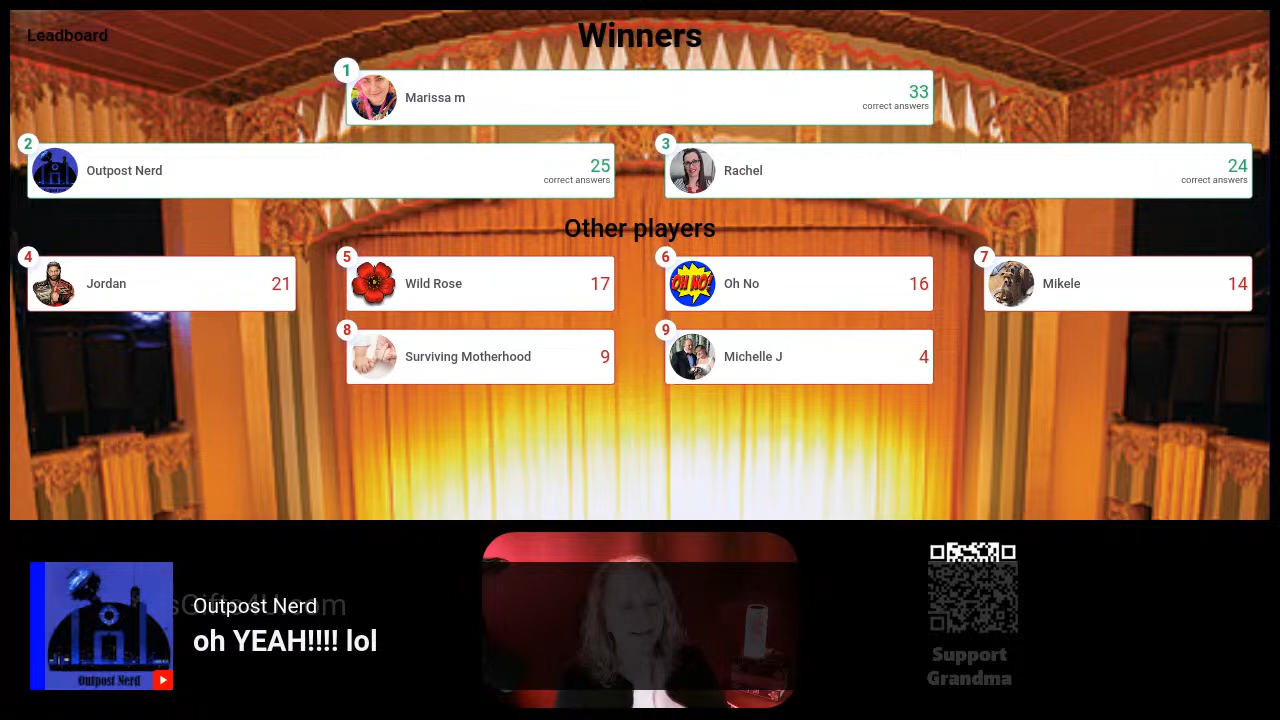 Leadboard
Winners
1
Marissa m
33
correct answers
2
Outpost Nerd
25
correct answers
3
Rachel
24
correct answers
Other players
4
Jordan
21
5
Wild Rose
17
6
OH NO!
Oh No
16
7
Mikele
14
8
Surviving Motherhood
9
9
Michelle J
4
Outpost Nerd
Outpost Nerd
oh YEAH!!!! lol
Support
Grandma